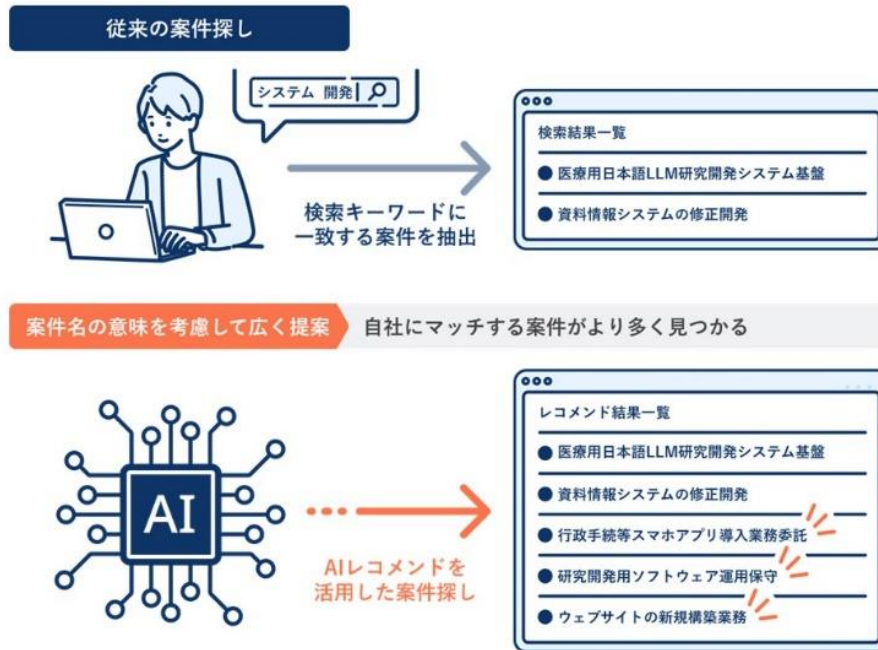 従来の案件探し
システム 開発
検索キーワードに
一致する案件を抽出
検索結果一覧
● 医療用日本語LLM研究開発システム基盤
● 資料情報システムの修正開発
案件名の意味を考慮して広く提案
自社にマッチする案件がより多く見つかる
AI
AIレコメンドを
活用した案件探し
レコメンド結果一覧
● 医療用日本語LLM研究開発システム基盤
● 資料情報システムの修正開発
● 行政手続等スマホアプリ導入業務委託
● 研究開発用ソフトウェア運用保守
● ウェブサイトの新規構築業務